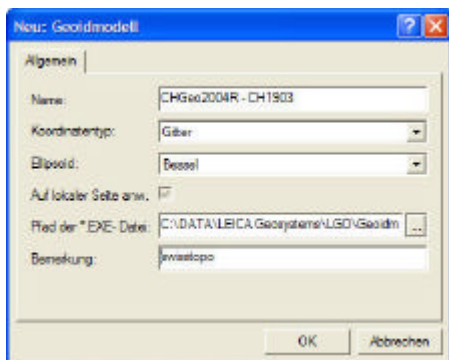 Neu: Geoidmodell
Allgemein
Name: CHGeo2004R - CH1903
Koordinatentyp: Gitter
Ellipsoid: Bessel
Auf lokaler Seite anw.
Pfad der *.EXE- Datei: C:\DATA\LEICA Geosystems\LGO\Geoidm ...
Bemerkung: swisstopo
OK Abbrechen